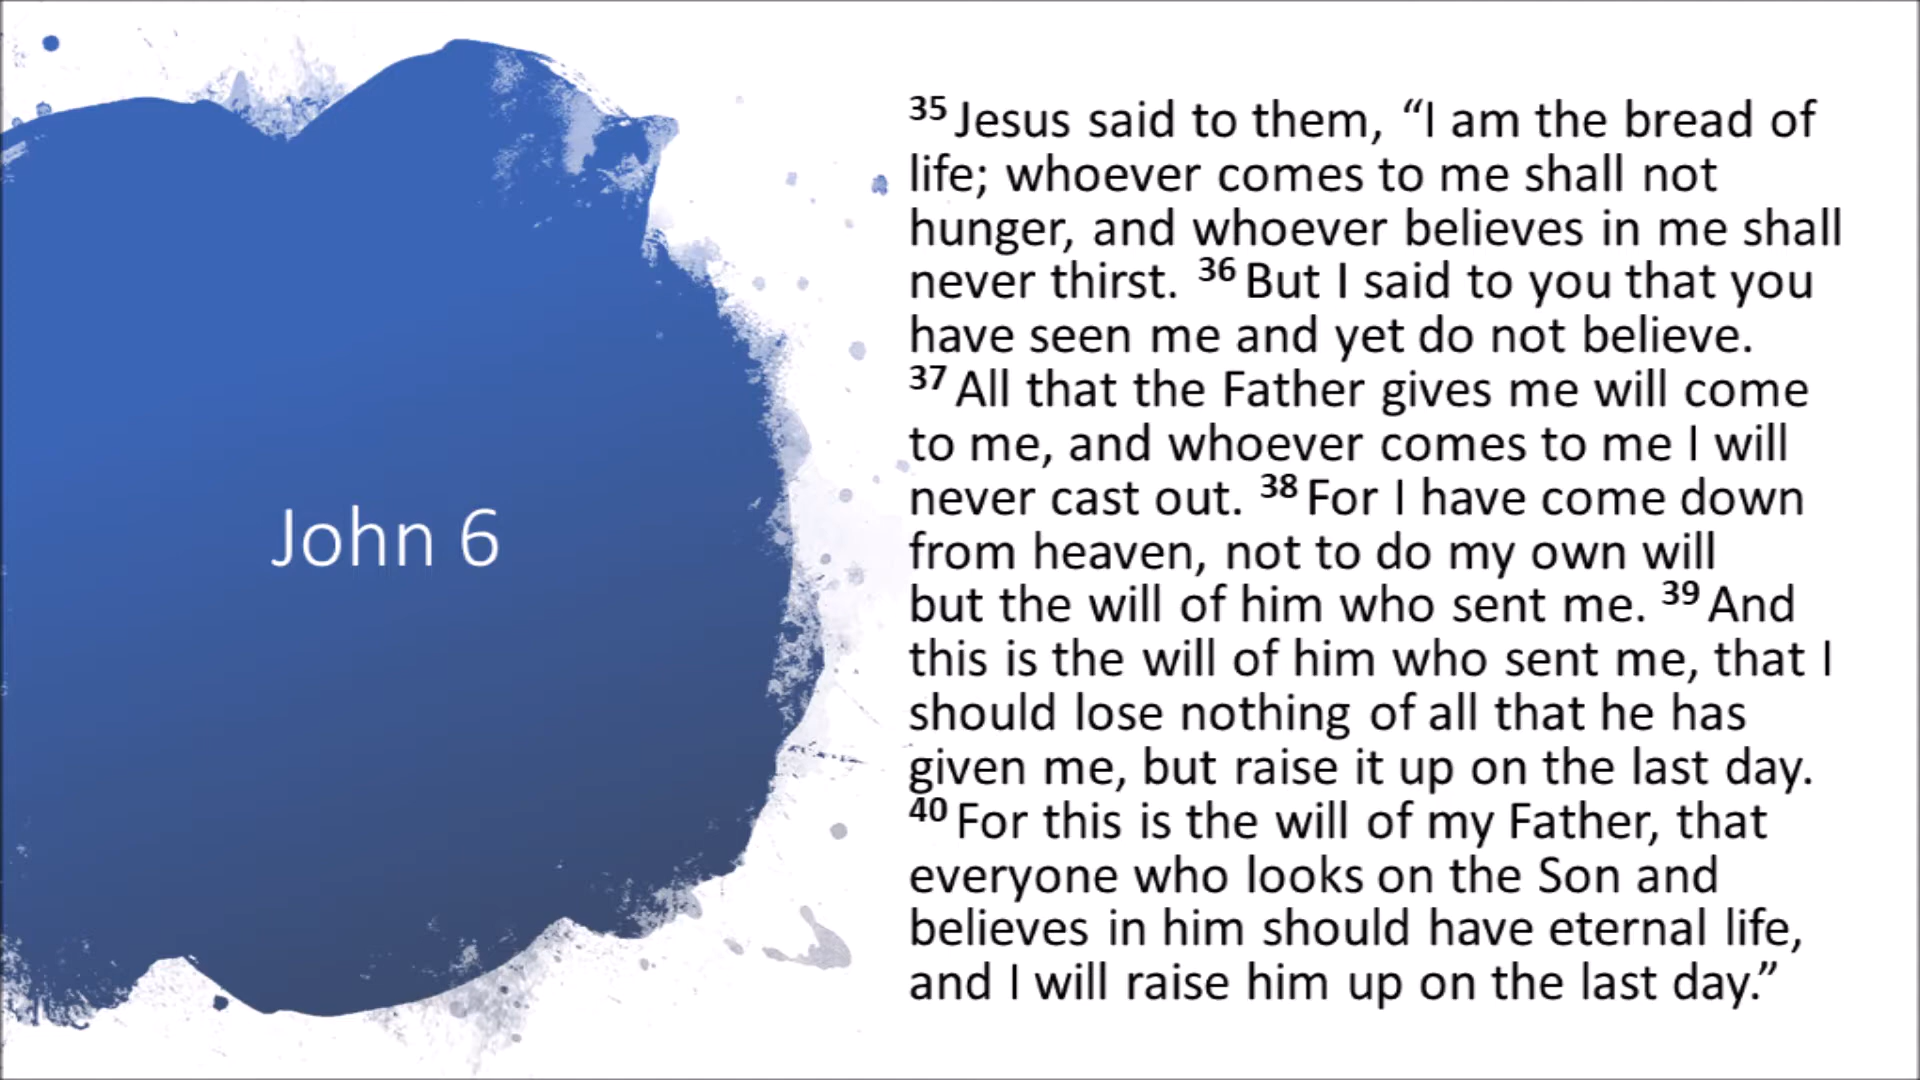 John 6
35 Jesus said to them, “I am the bread of
life; whoever comes to me shall not
hunger, and whoever believes in me shall
never thirst. 36 But I said to you that you
have seen me and yet do not believe.
37 All that the Father gives me will come
to me, and whoever comes to me I will
never cast out. 38 For I have come down
from heaven, not to do my own will
but the will of him who sent me. 39 And
this is the will of him who sent me, that I
should lose nothing of all that he has
given me, but raise it up on the last day.
40 For this is the will of my Father, that
everyone who looks on the Son and
believes in him should have eternal life,
and I will raise him up on the last day.”